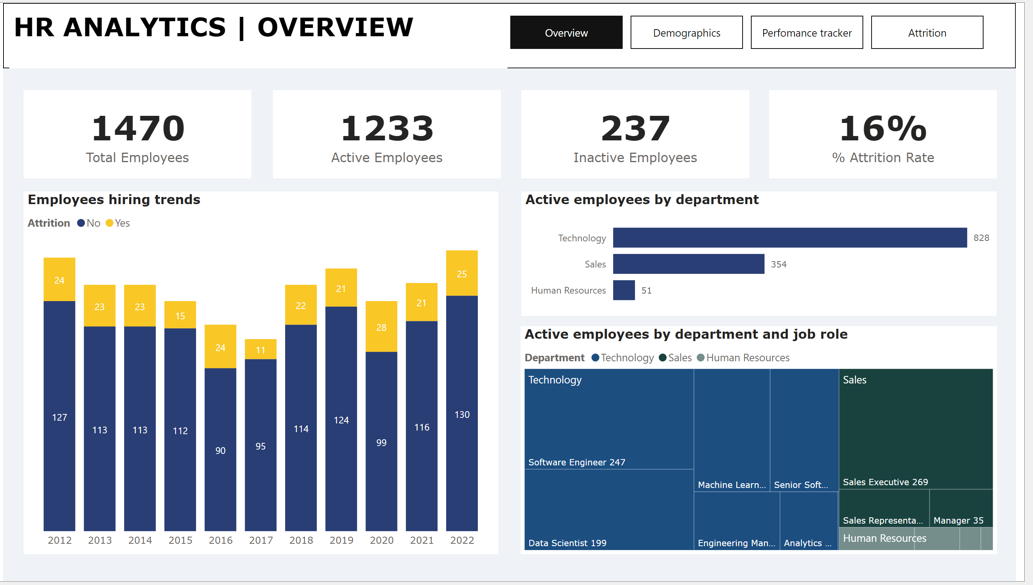 HR ANALYTICS | OVERVIEW
Overview
Demographics
Perfomance tracker
Attrition
1470
Total Employees
1233
Active Employees
237
Inactive Employees
16%
% Attrition Rate
Employees hiring trends
Attrition No Yes
24
23
23
15
24
11
22
21
28
21
25
127
113
113
112
90
95
114
124
99
116
130
2012 2013 2014 2015 2016 2017 2018 2019 2020 2021 2022
Active employees by department
Technology 828
Sales 354
Human Resources 51
Active employees by department and job role
Department Technology Sales Human Resources
Technology
Software Engineer 247
Data Scientist 199
Machine Learn...
Senior Soft...
Engineering Man...
Analytics ...
Sales
Sales Executive 269
Sales Representa...
Manager 35
Human Resources